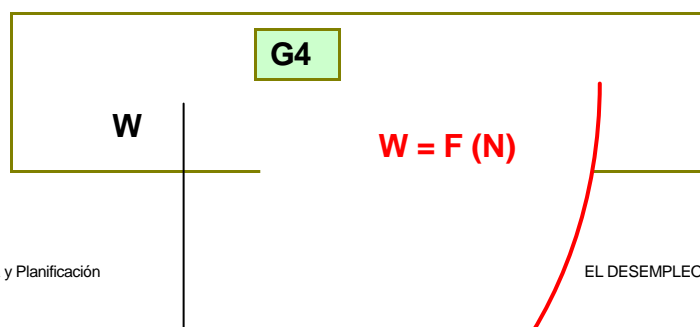 G4
W
W = F (N)
y Planificación
EL DESEMPLEO